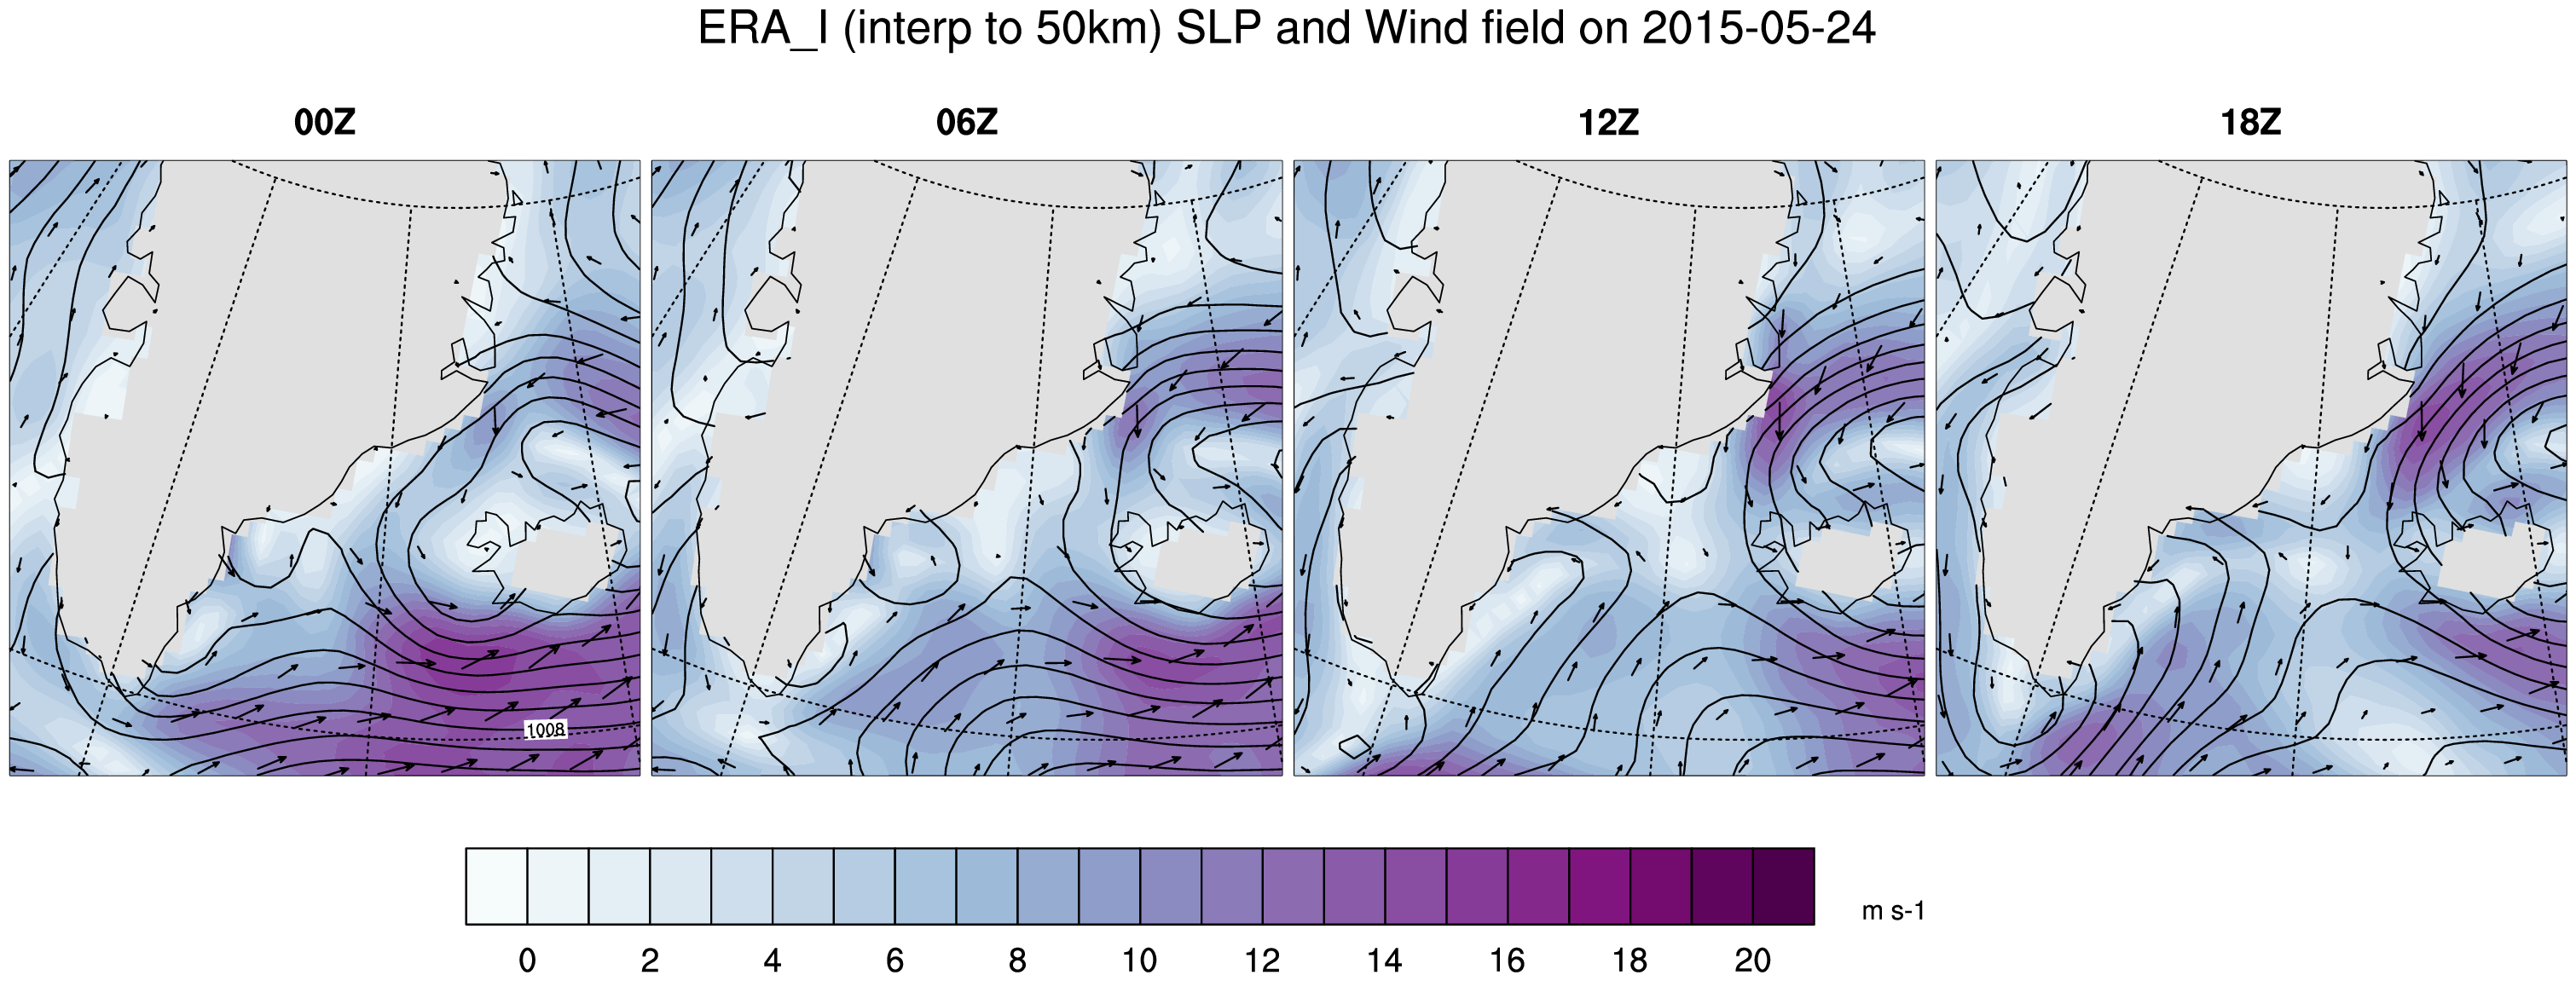 ERA_I (interp to 50km) SLP and Wind field on 2015-05-24
00Z 06Z 12Z 18Z
1008
m s-1
0 2 4 6 8 10 12 14 16 18 20